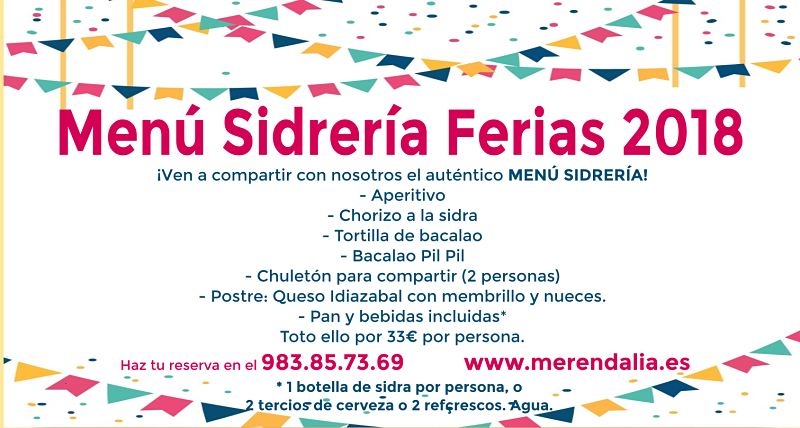 Menú Sidrería Ferias 2018
¡Ven a compartir con nosotros el auténtico MENÚ SIDRERÍA!
- Aperitivo
- Chorizo a la sidra
- Tortilla de bacalao
- Bacalao Pil Pil
- Chuletón para compartir (2 personas)
- Postre: Queso Idiazabal con membrillo y nueces.
- Pan y bebidas incluidas*
Toto ello por 33€ por persona.
Haz tu reserva en el 983.85.73.69 www.merendalia.es
* 1 botella de sidra por persona, o
2 tercios de cerveza o 2 refrescos. Agua.